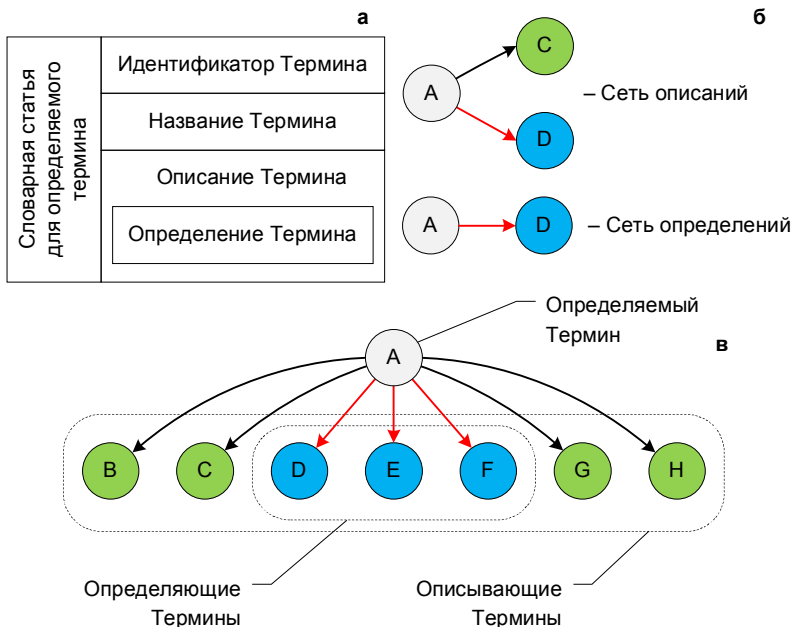 а
Словарная статья
для определяемого
термина
Идентификатор Термина
Название Термина
Описание Термина
Определение Термина
б
A
C
D
– Сеть описаний
A
D
– Сеть определений
в
Определяемый
Термин
A
B
C
D
E
F
G
H
Определяющие
Термины
Описывающие
Термины